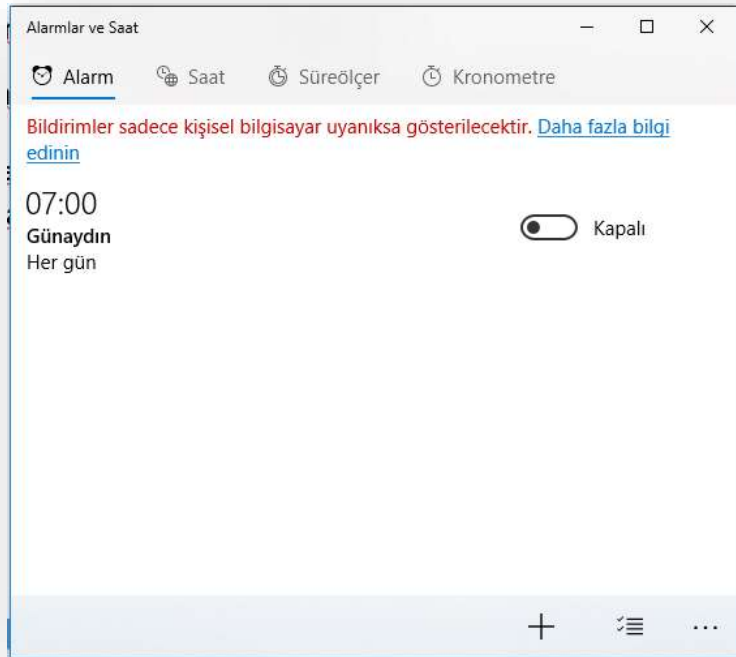 Alarmlar ve Saat
Alarm Saat Süreölçer Kronometre
Bildirimler sadece kişisel bilgisayar uyanıksa gösterilecektir. Daha fazla bilgi
edinin
07:00
Günaydın
Kapalı
Her gün